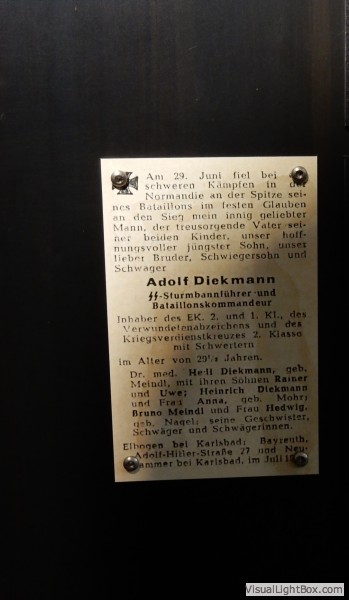 Am 29. Juni fiel bei
schweren Kämpfen in der
Normandie an der Spitze sei-
nes Bataillons im festen Glauben
an den Sieg mein innig geliebter
Mann, der treusorgende Vater sei-
ner beiden Kinder, unser hoff-
nungsvoller jüngster Sohn, unser
lieber Bruder, Schwiegersohn und
Schwager
Adolf Diekmann
SS-Sturmbannführer und
Bataillonskommandeur
Inhaber des EK. 2. und 1. Kl., des
Verwundetenabzeichens und des
Kriegsverdienstkreuzes 2. Klasse
mit Schwertern
im Alter von 29½ Jahren.
Dr. med. Hedi Diekmann, geb.
Meindl, mit ihren Söhnen Rainer
und Uwe; Heinrich Diekmann
und Frau Anna, geb. Mohr;
Bruno Meindl und Frau Hedwig,
geb. Nagel; seine Geschwister,
Schwäger und Schwägerinnen.
Elbogen bei Karlsbad; Bayreuth,
Adolf-Hitler-Straße 27 und Neu-
hammer bei Karlsbad, im Juli
VisualLightBox.com